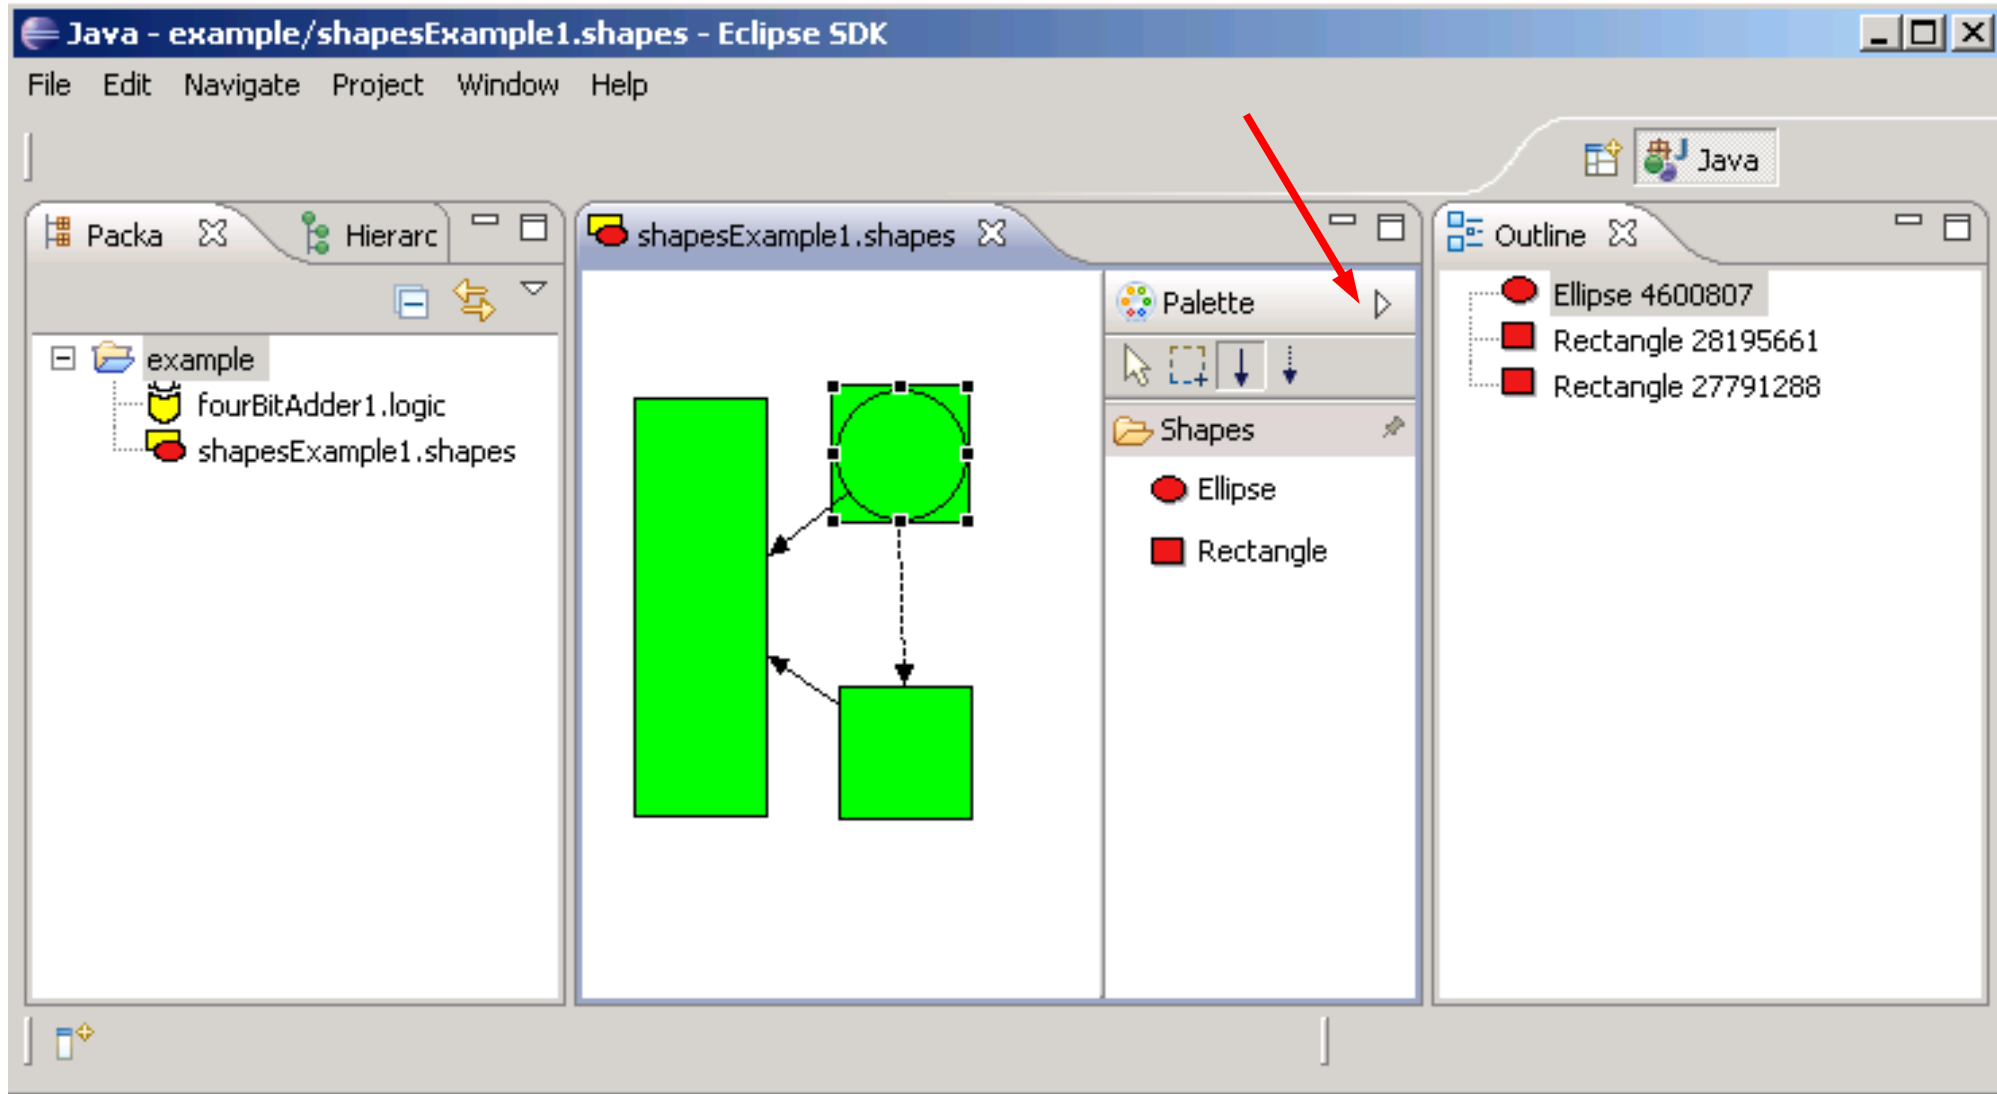 Java - example/shapesExample1.shapes - Eclipse SDK
File Edit Navigate Project Window Help
Java
Packa Hierarc
example
fourBitAdder1.logic
shapesExample1.shapes
shapesExample1.shapes
Palette
Shapes
Ellipse
Rectangle
Outline
Ellipse 4600807
Rectangle 28195661
Rectangle 27791288